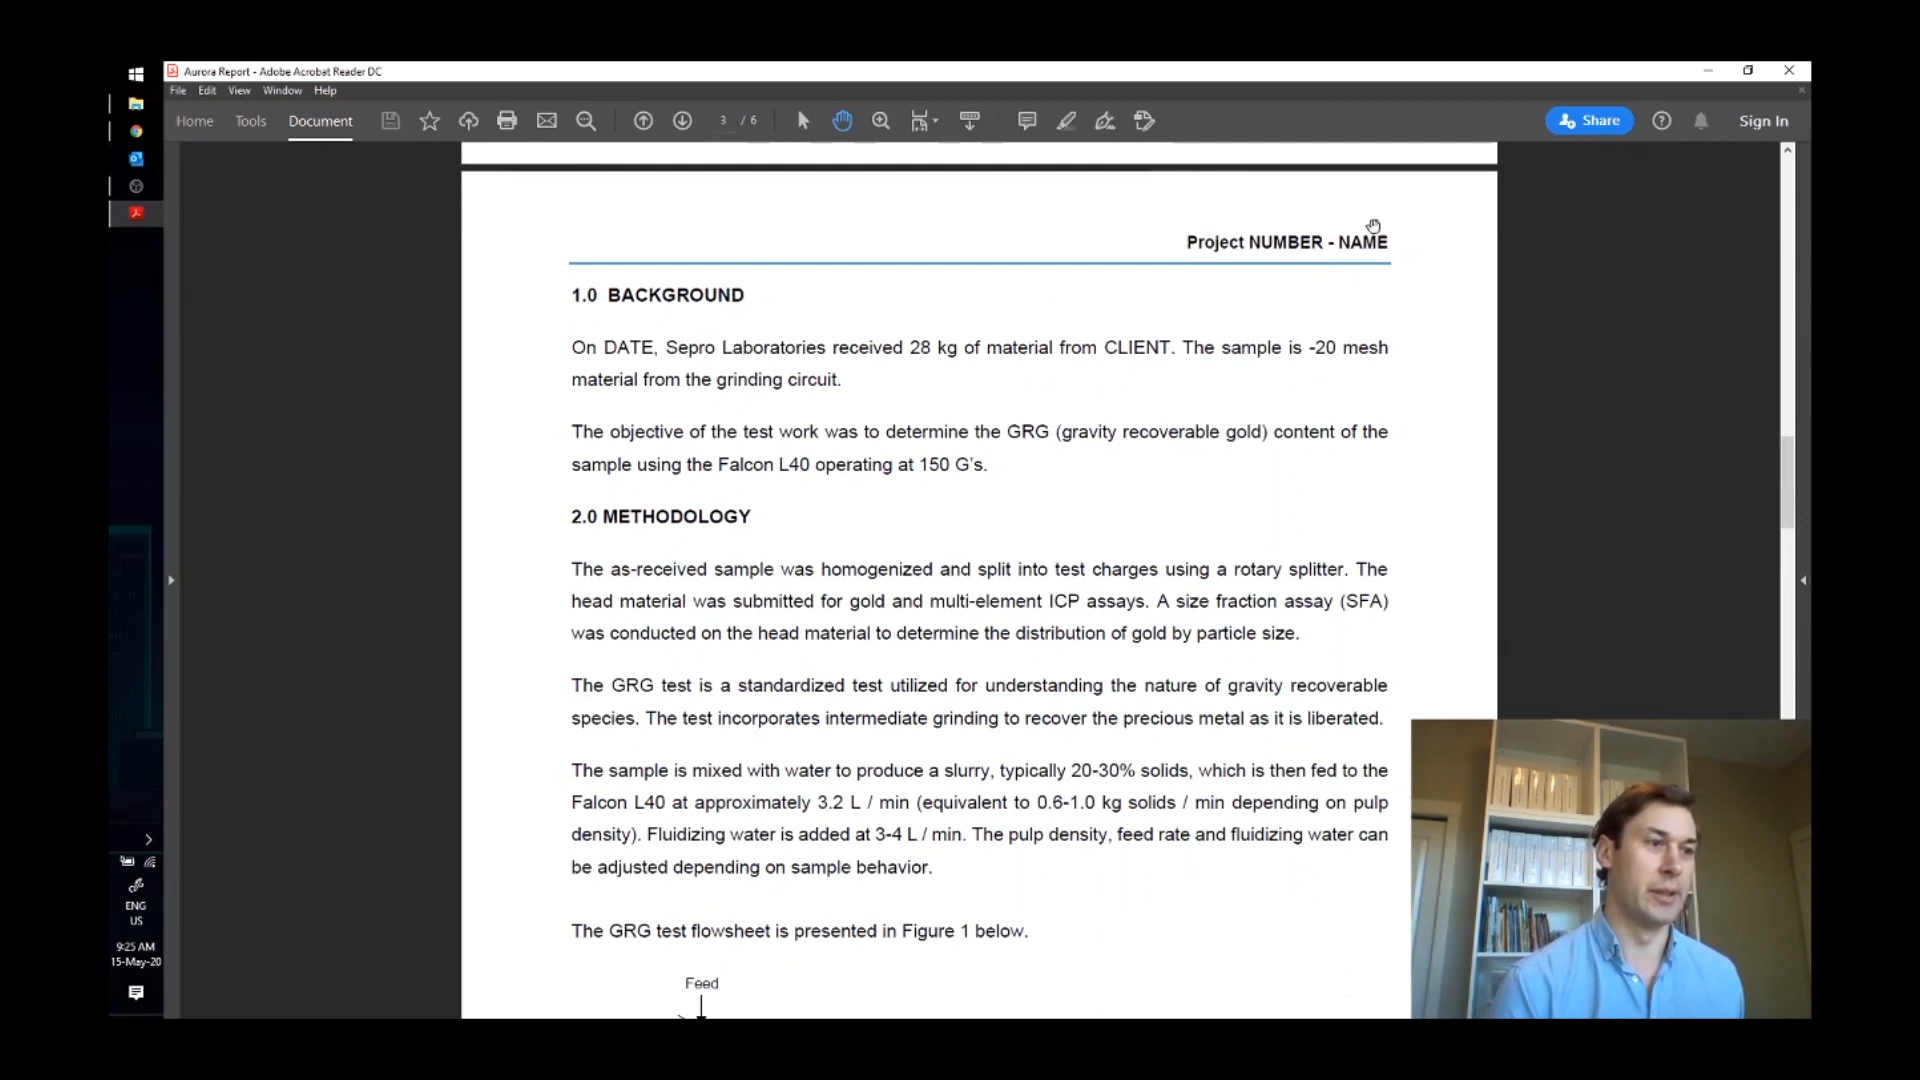 Aurora Report - Adobe Acrobat Reader DC
File Edit View Window Help
Home Tools Document 3 / 6 Share Sign In
Project NUMBER - NAME
1.0 BACKGROUND
On DATE, Sepro Laboratories received 28 kg of material from CLIENT. The sample is -20 mesh
material from the grinding circuit.
The objective of the test work was to determine the GRG (gravity recoverable gold) content of the
sample using the Falcon L40 operating at 150 G's.
2.0 METHODOLOGY
The as-received sample was homogenized and split into test charges using a rotary splitter. The
head material was submitted for gold and multi-element ICP assays. A size fraction assay (SFA)
was conducted on the head material to determine the distribution of gold by particle size.
The GRG test is a standardized test utilized for understanding the nature of gravity recoverable
species. The test incorporates intermediate grinding to recover the precious metal as it is liberated.
The sample is mixed with water to produce a slurry, typically 20-30% solids, which is then fed to the
Falcon L40 at approximately 3.2 L / min (equivalent to 0.6-1.0 kg solids / min depending on pulp
density). Fluidizing water is added at 3-4 L / min. The pulp density, feed rate and fluidizing water can
be adjusted depending on sample behavior.
The GRG test flowsheet is presented in Figure 1 below.
Feed
ENG
US
9:25 AM
15-May-20